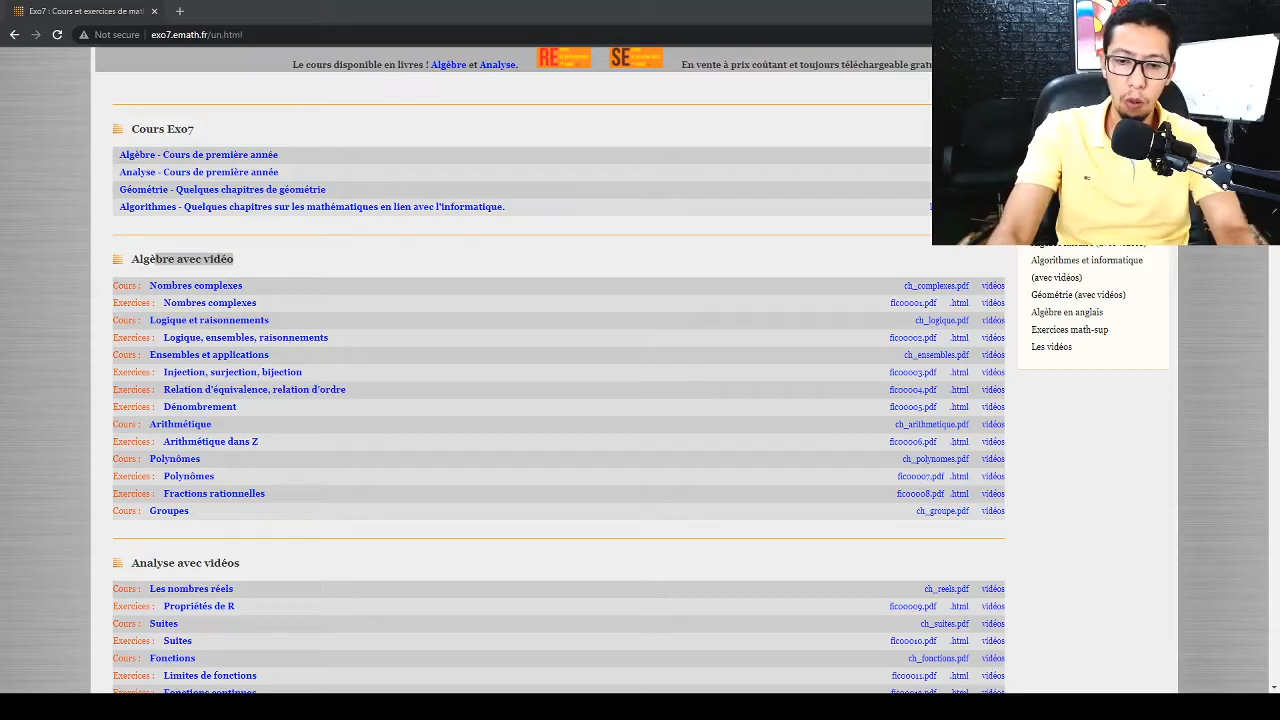 Exo7 : Cours et exercices de mat
Not secure
exo7.emath.fr/un.html
Le cours disponible en livres ! Algèbre et Analyse.
RE
SE
En vente à prix coûtant et toujours téléchargeable
Cours Exo7
Algèbre - Cours de première année
Analyse - Cours de première année
Géométrie - Quelques chapitres de géométrie
Algorithmes - Quelques chapitres sur les mathématiques en lien avec l'informatique.
Algorithmes et informatique
(avec vidéos)
Géométrie (avec vidéos)
Algèbre en anglais
Exercices math-sup
Les vidéos
Algèbre avec vidéo
Cours : Nombres complexes ch_complexes.pdf vidéos
Exercices : Nombres complexes fic00001.pdf .html vidéos
Cours : Logique et raisonnements ch_logique.pdf vidéos
Exercices : Logique, ensembles, raisonnements fic00002.pdf .html vidéos
Cours : Ensembles et applications ch_ensembles.pdf vidéos
Exercices : Injection, surjection, bijection fic00003.pdf .html vidéos
Exercices : Relation d'équivalence, relation d'ordre fic00004.pdf .html vidéos
Exercices : Dénombrement fic00005.pdf .html vidéos
Cours : Arithmétique ch_arithmetique.pdf vidéos
Exercices : Arithmétique dans Z fic00006.pdf .html vidéos
Cours : Polynômes ch_polynomes.pdf vidéos
Exercices : Polynômes fic00007.pdf .html vidéos
Exercices : Fractions rationnelles fic00008.pdf .html vidéos
Cours : Groupes ch_groupe.pdf vidéos
Analyse avec vidéos
Cours : Les nombres réels ch_reels.pdf vidéos
Exercices : Propriétés de R fic00009.pdf .html vidéos
Cours : Suites ch_suites.pdf vidéos
Exercices : Suites fic00010.pdf .html vidéos
Cours : Fonctions ch_fonctions.pdf vidéos
Exercices : Limites de fonctions fic00011.pdf .html vidéos